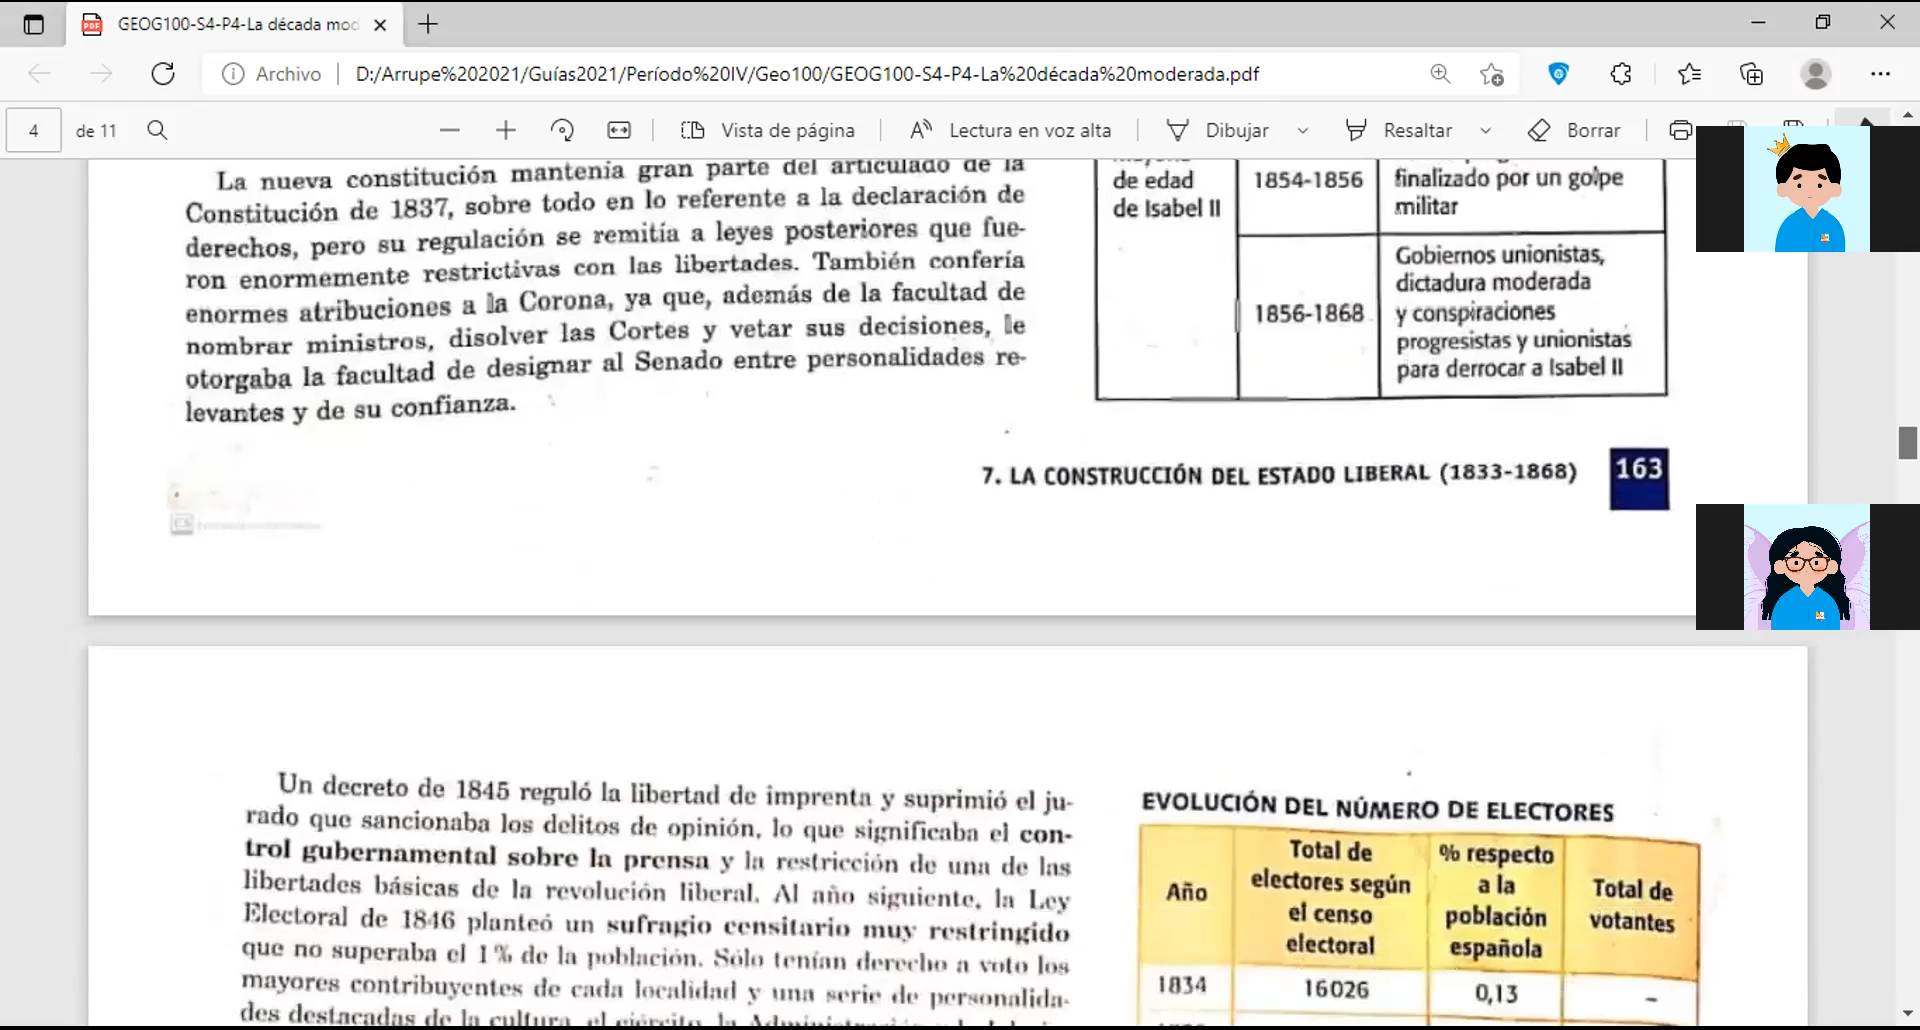 GEOG100-S4-P4-La década mod
Archivo
D:/Arrupe%202021/Guías2021/Período%20IV/Geo100/GEOG100-S4-P4-La%20década%20moderada.pdf
4
de 11
Vista de página
Lectura en voz alta
Dibujar
Resaltar
Borrar
La nueva constitución mantenía gran parte del articulado de la
Constitución de 1837, sobre todo en lo referente a la declaración de
derechos, pero su regulación se remitía a leyes posteriores que fue-
ron enormemente restrictivas con las libertades. También confería
enormes atribuciones a la Corona, ya que, además de la facultad de
nombrar ministros, disolver las Cortes y vetar sus decisiones, le
otorgaba la facultad de designar al Senado entre personalidades re-
levantes y de su confianza.
de edad
de Isabel II
1854-1856
finalizado por un golpe
militar
1856-1868
Gobiernos unionistas,
dictadura moderada
y conspiraciones
progresistas y unionistas
para derrocar a Isabel II
7. LA CONSTRUCCIÓN DEL ESTADO LIBERAL (1833-1868)
163
Un decreto de 1845 reguló la libertad de imprenta y suprimió el ju-
rado que sancionaba los delitos de opinión, lo que significaba el con-
trol gubernamental sobre la prensa y la restricción de una de las
libertades básicas de la revolución liberal. Al año siguiente, la Ley
Electoral de 1846 planteó un sufragio censitario muy restringido
que no superaba el 1% de la población. Sólo tenían derecho a voto los
mayores contribuyentes de cada localidad y una serie de personalida-
des destacadas de la cultura, el ejército, la
EVOLUCIÓN DEL NÚMERO DE ELECTORES
Año
Total de
electores según
el censo
electoral
% respecto
a la
población
española
Total de
votantes
1834
16026
0,13
–